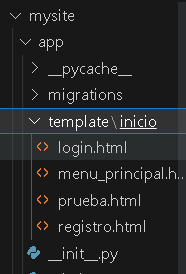 mysite
app
__pycache__
migrations
template\inicio
login.html
menu_principal.h...
prueba.html
registro.html
__init__.py